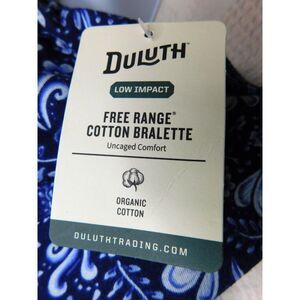 DULUTH
LOW IMPACT
FREE RANGE®
COTTON BRALETTE
Uncaged Comfort
ORGANIC
COTTON
DULUTHTRADING.COM